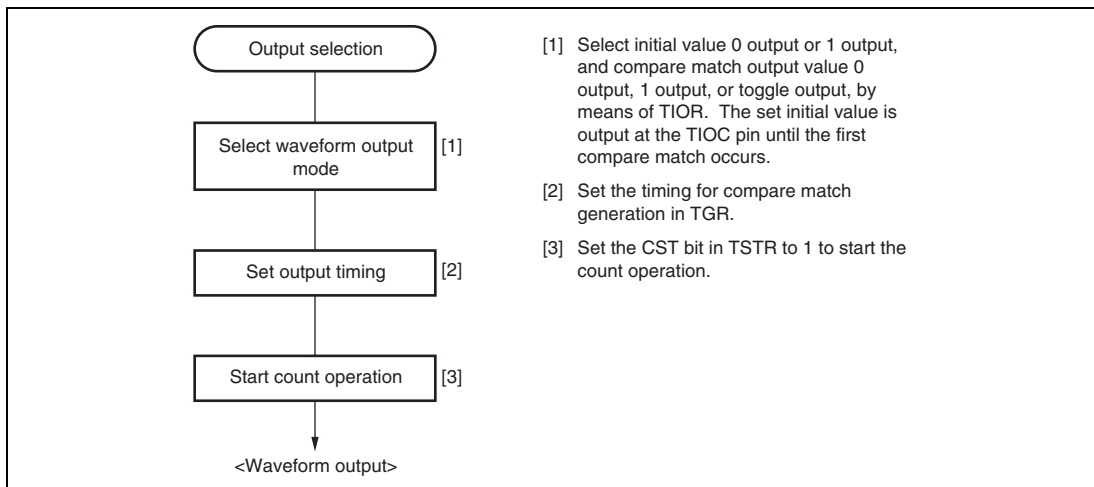 Output selection
Select waveform output
mode
[1]
Set output timing
[2]
Start count operation
[3]
<Waveform output>
[1] Select initial value 0 output or 1 output,
and compare match output value 0
output, 1 output, or toggle output, by
means of TIOR. The set initial value is
output at the TIOC pin until the first
compare match occurs.
[2] Set the timing for compare match
generation in TGR.
[3] Set the CST bit in TSTR to 1 to start the
count operation.